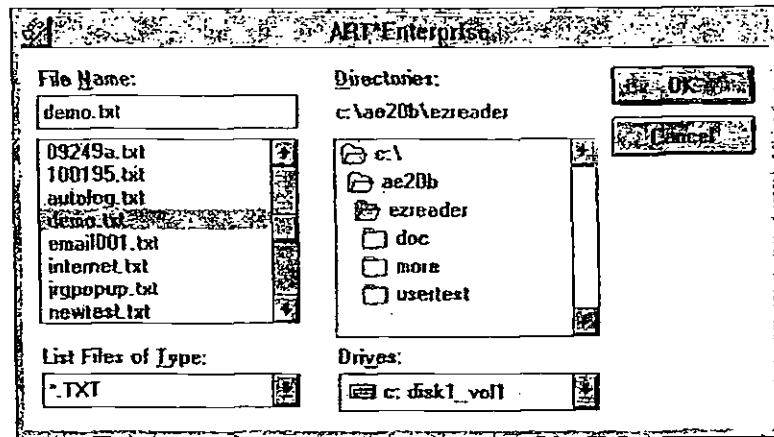 ART*Enterprise
File Name:
demo.txt
09249a.txt
100195.txt
autolog.txt
demo.txt
email001.txt
internet.txt
jrgpopup.txt
newtest.txt
List Files of Type:
*.TXT
Directories:
c:\ae20b\ezreader
c:\
ae20b
ezreader
doc
more
usertest
Drives:
c: disk1_vol1
OK
Cancel